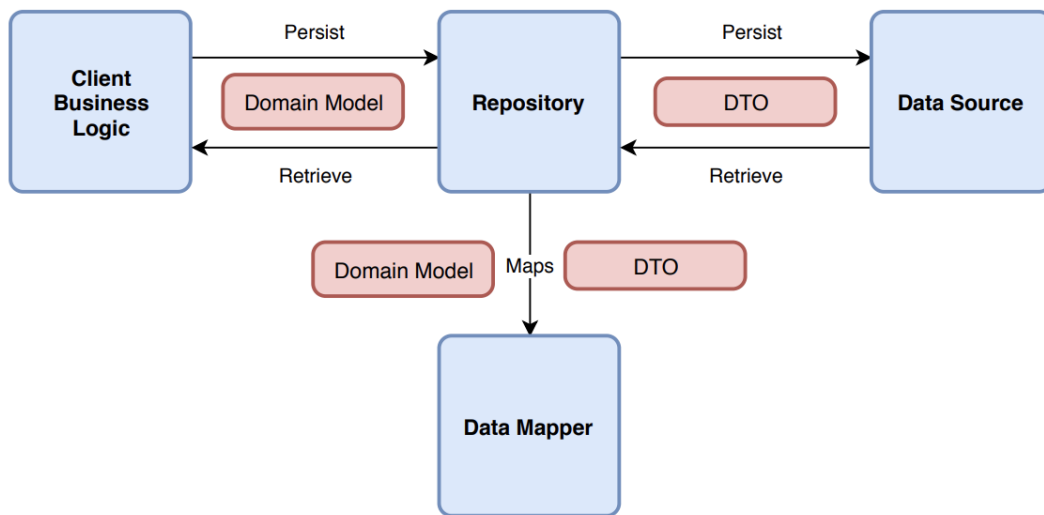 Persist
Persist
Client
Business
Logic
Domain Model
Repository
DTO
Data Source
Retrieve
Retrieve
Domain Model
Maps
DTO
Data Mapper